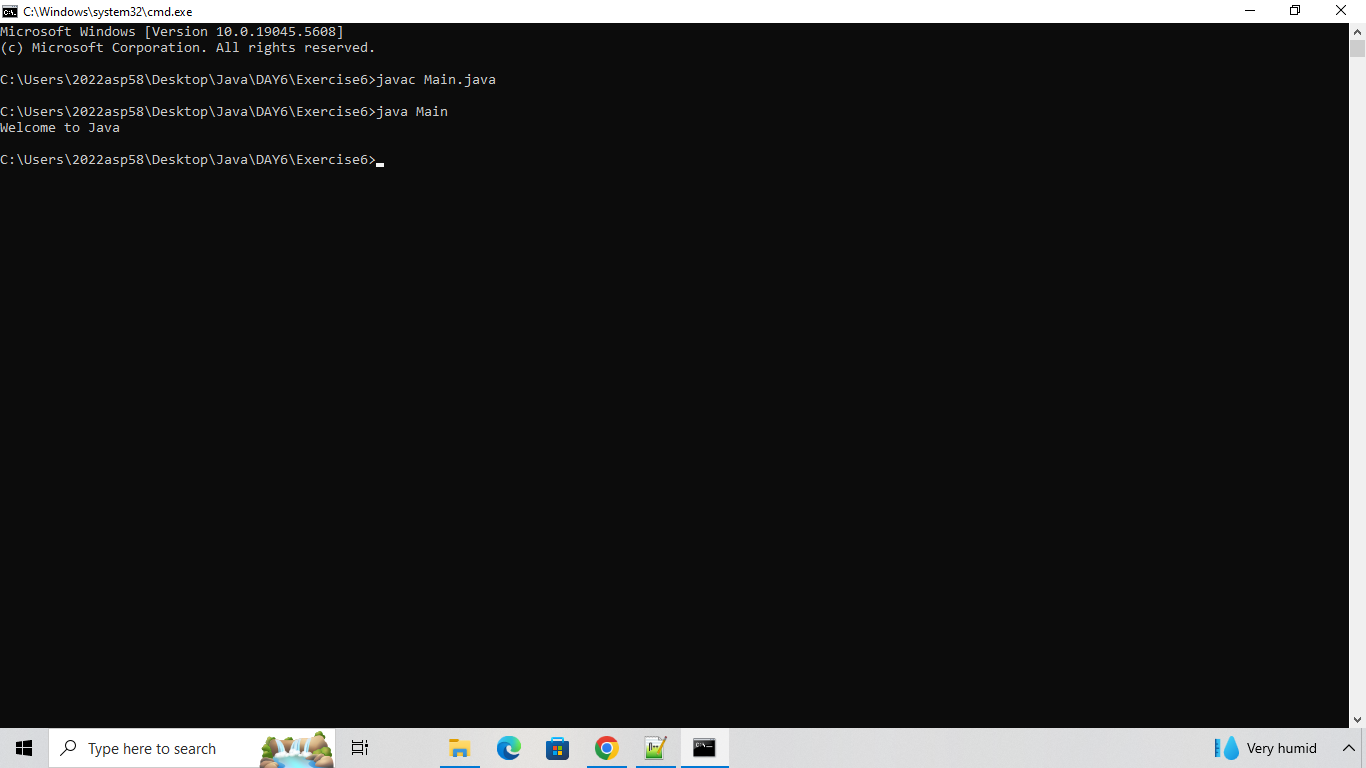 C:\Windows\system32\cmd.exe
Microsoft Windows [Version 10.0.19045.5608]
(c) Microsoft Corporation. All rights reserved.
C:\Users\2022asp58\Desktop\Java\DAY6\Exercise6>javac Main.java
C:\Users\2022asp58\Desktop\Java\DAY6\Exercise6>java Main
Welcome to Java
C:\Users\2022asp58\Desktop\Java\DAY6\Exercise6>
Type here to search
Very humid